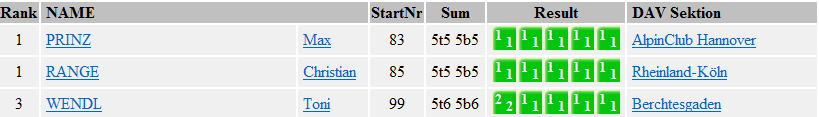 Rank NAME StartNr Sum Result DAV Sektion
1 PRINZ Max 83 5t5 5b5 1 1 1 1 1 1 1 1 1 1 AlpinClub Hannover
1 RANGE Christian 85 5t5 5b5 1 1 1 1 1 1 1 1 1 1 Rheinland-Köln
3 WENDL Toni 99 5t6 5b6 2 2 1 1 1 1 1 1 1 1 Berchtesgaden